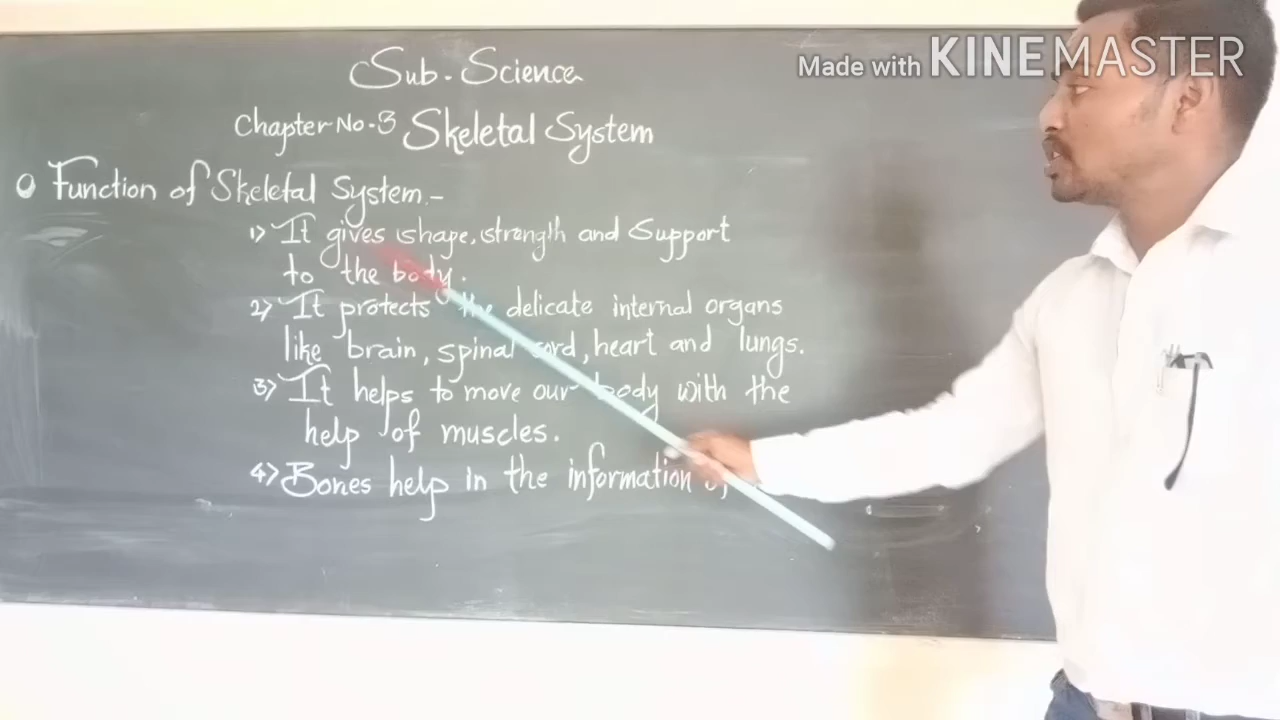 Made with KINEMASTER
Sub - Science
Chapter No - 3 Skeletal System
Function of Skeletal System -
1) It gives shape, strength and support
to the body.
2) It protects the delicate internal organs
like brain, spinal cord, heart and lungs.
3) It helps to move our body with the
help of muscles.
4) Bones help in the information